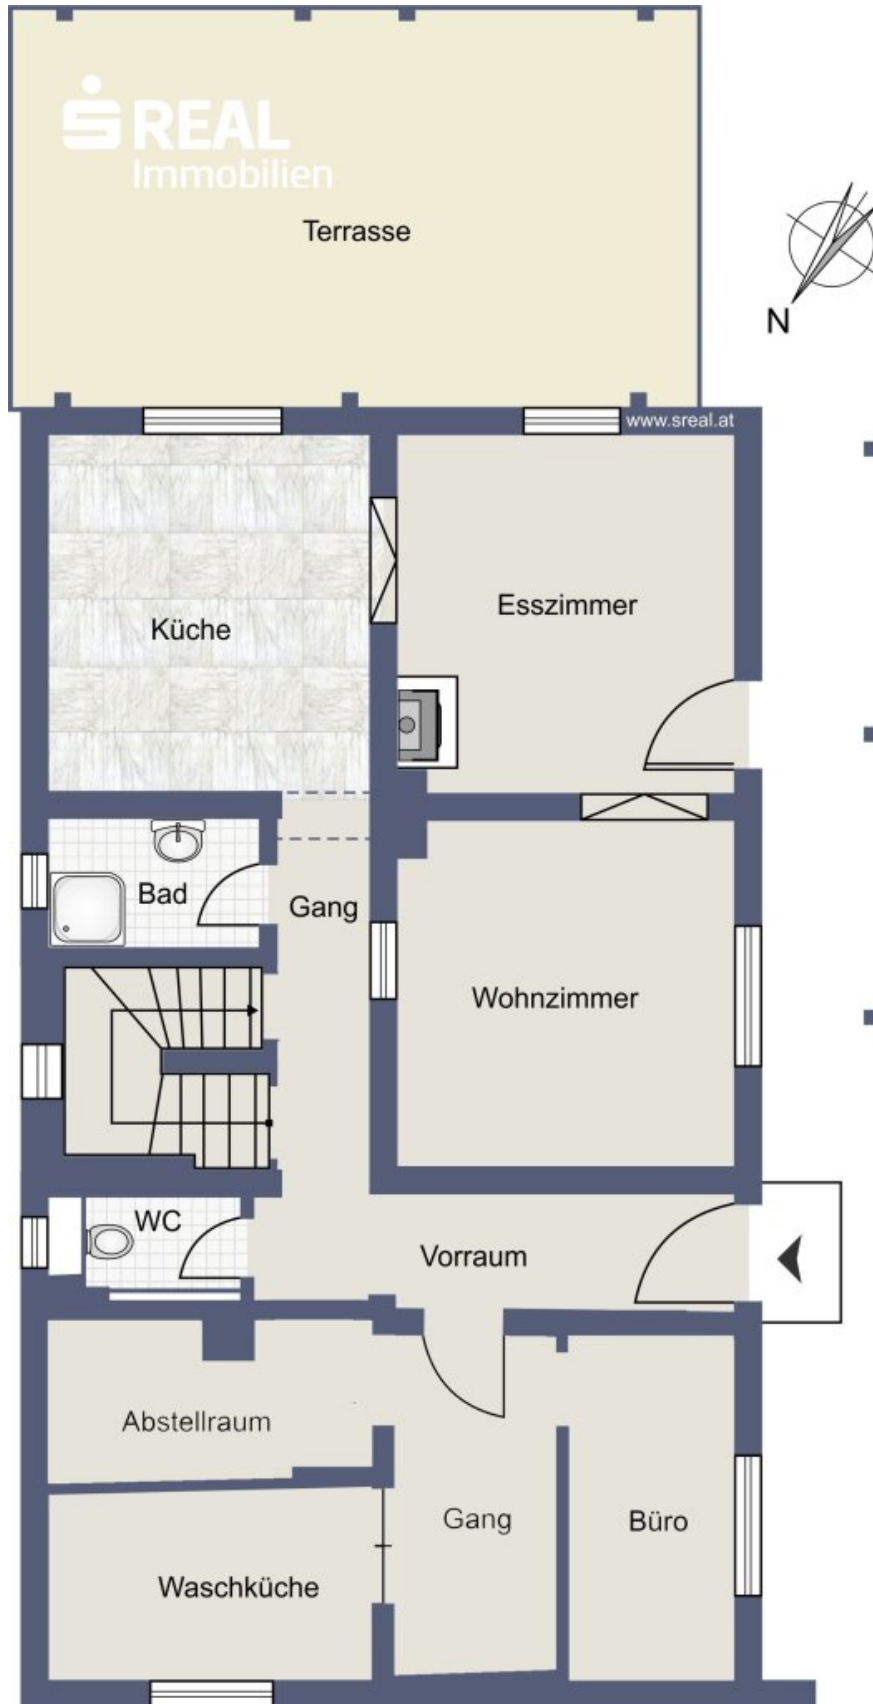 S REAL
Immobilien
Terrasse
N
www.sreal.at
Küche
Esszimmer
Bad
Gang
Wohnzimmer
WC
Vorraum
Abstellraum
Gang
Büro
Waschküche